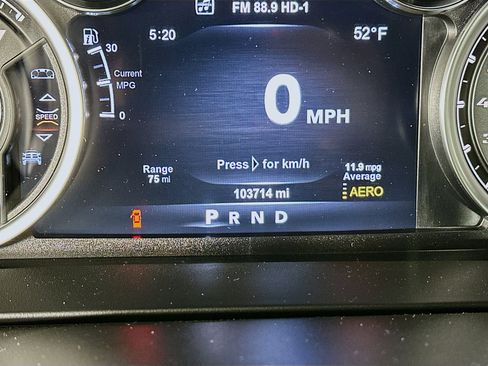 FM 88.9 HD-1
5:20
52°F
30
Current
MPG
0
SPEED
0 MPH
Press for km/h
Range
75 mi
11.9 mpg
Average
103714 mi
AERO
P R N D